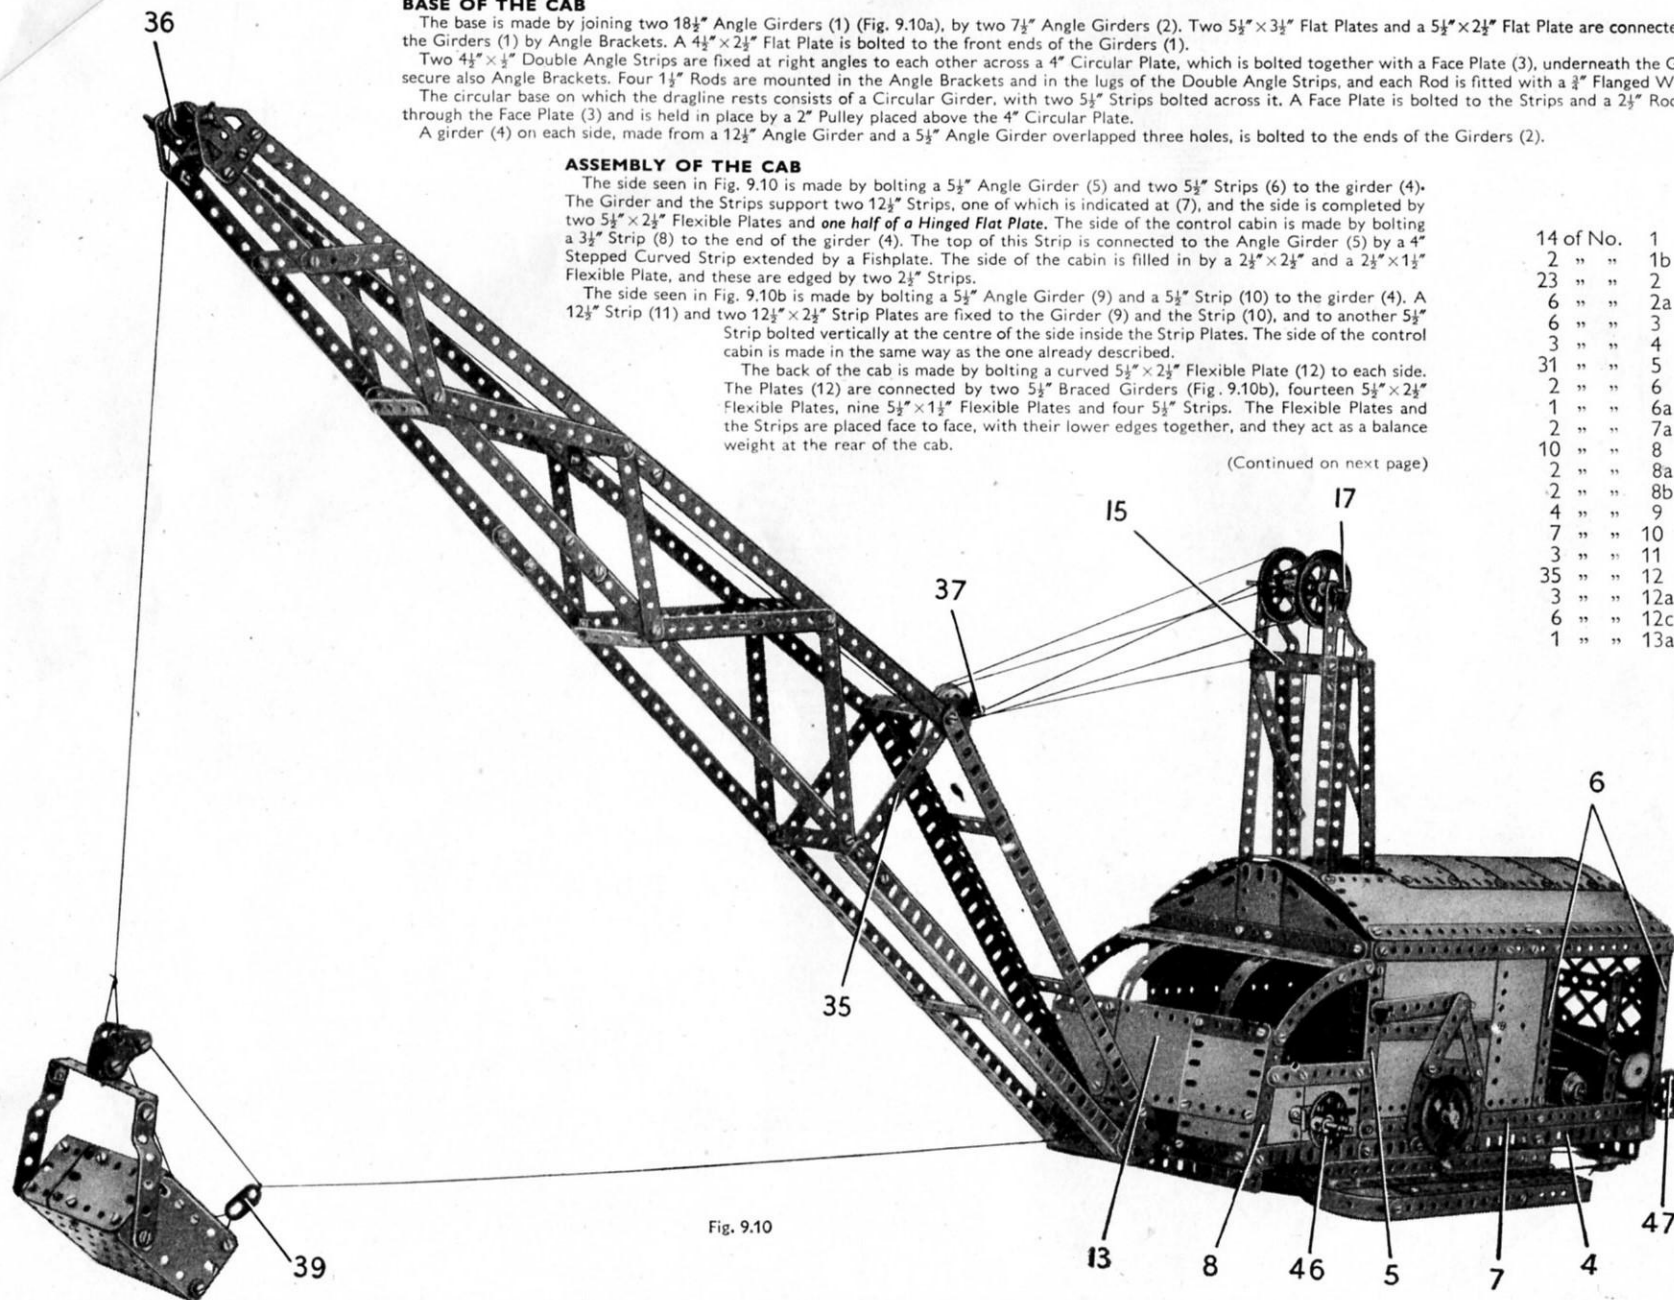 BASE OF THE CAB
The base is made by joining two 18½″ Angle Girders (1) (Fig. 9.10a), by two 7½″ Angle Girders (2). Two 5½″×3½″ Flat Plates and a 5½″×2½″ Flat Plate are
the Girders (1) by Angle Brackets. A 4½″×2½″ Flat Plate is bolted to the front ends of the Girders (1).
Two 4½″×½″ Double Angle Strips are fixed at right angles to each other across a 4″ Circular Plate, which is bolted together with a Face Plate (3), underneath the
secure also Angle Brackets. Four 1½″ Rods are mounted in the Angle Brackets and in the lugs of the Double Angle Strips, and each Rod is fitted with a ¾″ Flanged
The circular base on which the dragline rests consists of a Circular Girder, with two 5½″ Strips bolted across it. A Face Plate is bolted to the Strips and a 2½″
through the Face Plate (3) and is held in place by a 2″ Pulley placed above the 4″ Circular Plate.
A girder (4) on each side, made from a 12½″ Angle Girder and a 5½″ Angle Girder overlapped three holes, is bolted to the ends of the Girders (2).
ASSEMBLY OF THE CAB
The side seen in Fig. 9.10 is made by bolting a 5½″ Angle Girder (5) and two 5½″ Strips (6) to the girder (4).
The Girder and the Strips support two 12½″ Strips, one of which is indicated at (7), and the side is completed by
two 5½″×2½″ Flexible Plates and one half of a Hinged Flat Plate. The side of the control cabin is made by bolting
a 3½″ Strip (8) to the end of the girder (4). The top of this Strip is connected to the Angle Girder (5) by a 4″
Stepped Curved Strip extended by a Fishplate. The side of the cabin is filled in by a 2½″×2½″ and a 2½″×1½″
Flexible Plate, and these are edged by two 2½″ Strips.
The side seen in Fig. 9.10b is made by bolting a 5½″ Angle Girder (9) and a 5½″ Strip (10) to the girder (4). A
12½″ Strip (11) and two 12½″×2½″ Strip Plates are fixed to the Girder (9) and the Strip (10), and to another 5½″
Strip bolted vertically at the centre of the side inside the Strip Plates. The side of the control
cabin is made in the same way as the one already described.
The back of the cab is made by bolting a curved 5½″×2½″ Flexible Plate (12) to each side.
The Plates (12) are connected by two 5½″ Braced Girders (Fig. 9.10b), fourteen 5½″×2½″
Flexible Plates, nine 5½″×1½″ Flexible Plates and four 5½″ Strips. The Flexible Plates and
the Strips are placed face to face, with their lower edges together, and they act as a balance
weight at the rear of the cab.
(Continued on next page)
14 of No. 1
2 ,, ,, 1b
23 ,, ,, 2
6 ,, ,, 2a
6 ,, ,, 3
3 ,, ,, 4
31 ,, ,, 5
2 ,, ,, 6
1 ,, ,, 6a
2 ,, ,, 7a
10 ,, ,, 8
2 ,, ,, 8a
2 ,, ,, 8b
4 ,, ,, 9
7 ,, ,, 10
3 ,, ,, 11
35 ,, ,, 12
3 ,, ,, 12a
6 ,, ,, 12c
1 ,, ,, 13a
36
15
17
37
6
35
39
Fig. 9.10
13
8
46
5
7
4
47